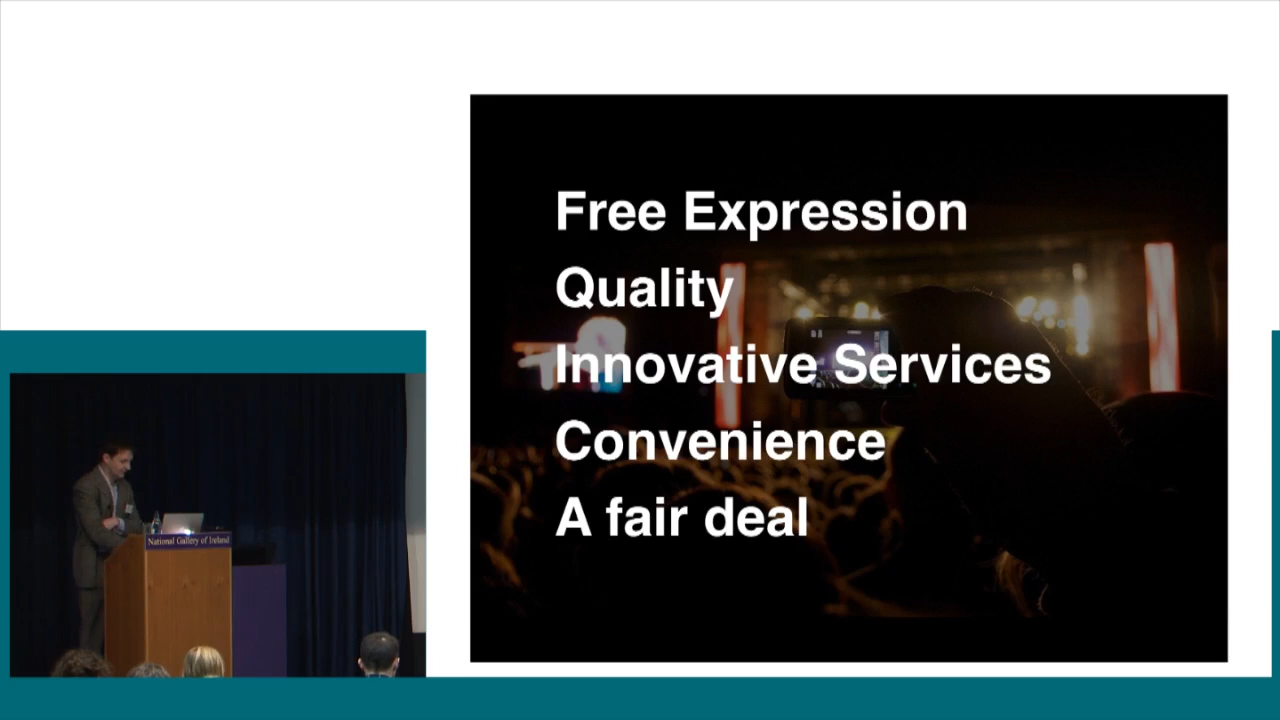 Free Expression
Quality
Innovative Services
Convenience
A fair deal
National Gallery of Ireland